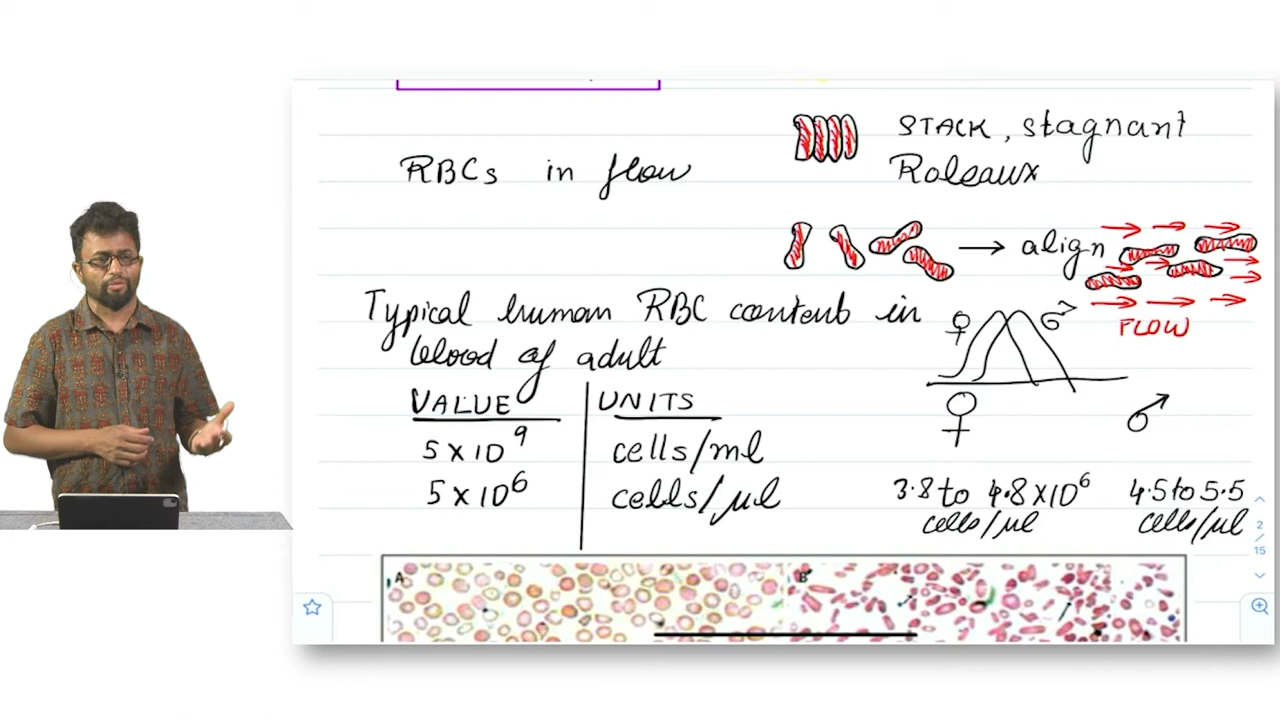 STACK, stagnant
RBCs in flow
Roleaux
→ align
FLOW
Typical human RBC content in
blood of adult
♀ ♂
VALUE UNITS
♀ ♂
5 x 10⁹ cells/ml
5 x 10⁶ cells/µl
3.8 to 4.8 x 10⁶ 4.5 to 5.5
cells/µl cells/µl
2
/
15
A B